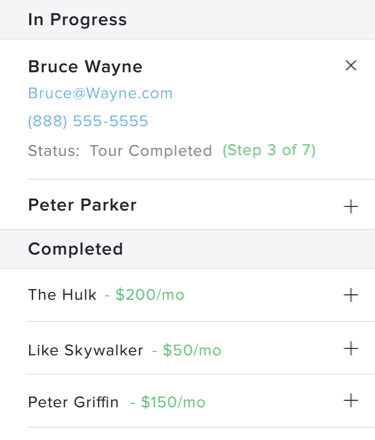 In Progress
Bruce Wayne
Bruce@Wayne.com
(888) 555-5555
Status: Tour Completed (Step 3 of 7)
Peter Parker
Completed
The Hulk - $200/mo
Like Skywalker - $50/mo
Peter Griffin - $150/mo